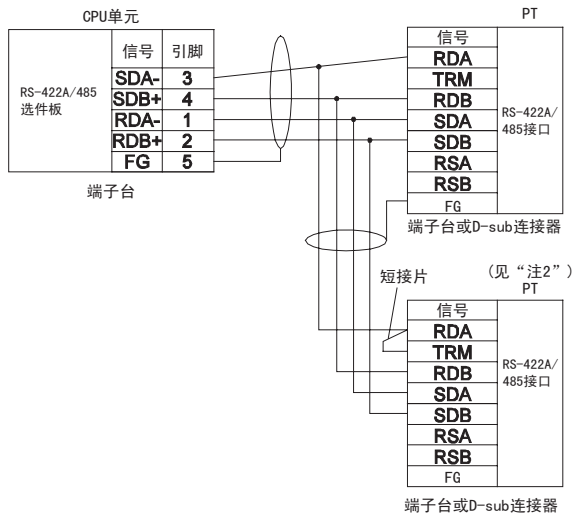 CPU单元
RS-422A/485
选件板
信号 引脚
SDA- 3
SDB+ 4
RDA- 1
RDB+ 2
FG 5
端子台
PT
信号
RDA
TRM
RDB
SDA
SDB
RSA
RSB
FG
RS-422A/
485接口
端子台或D-sub连接器
短接片
(见“注2”)
PT
信号
RDA
TRM
RDB
SDA
SDB
RSA
RSB
FG
RS-422A/
485接口
端子台或D-sub连接器